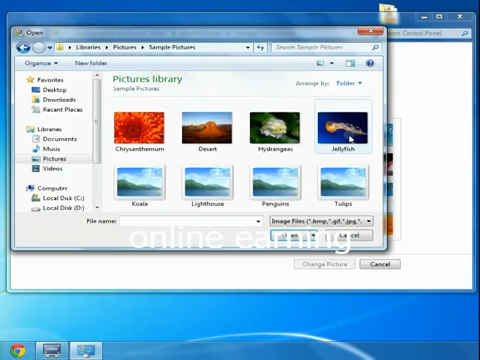 Open
Libraries ▸ Pictures ▸ Sample Pictures
Search Sample Pictures
Search Control Panel
Organize
New folder
Favorites
Desktop
Downloads
Recent Places
Libraries
Documents
Music
Pictures
Videos
Computer
Local Disk (C:)
Local Disk (D:)
Pictures library
Sample Pictures
Arrange by: Folder
Chrysanthemum
Desert
Hydrangeas
Jellyfish
Koala
Lighthouse
Penguins
Tulips
File name:
Image Files (*.bmp,*.gif,*.jpg,*.
Cancel
online earning
Change Picture
Cancel